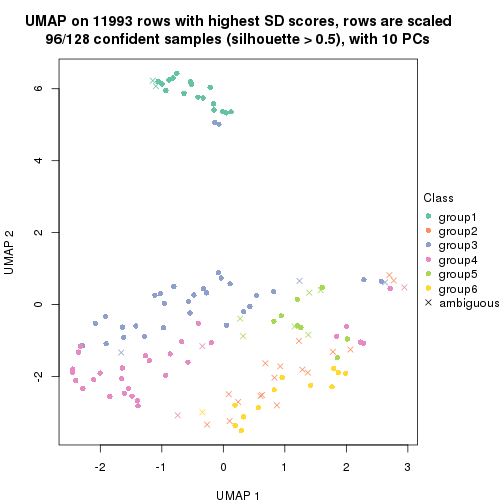 UMAP on 11993 rows with highest SD scores, rows are scaled
96/128 confident samples (silhouette > 0.5), with 10 PCs
6
4
2
0
-2
UMAP 2
-2
-1
0
1
2
3
UMAP 1
Class
group1
group2
group3
group4
group5
group6
ambiguous